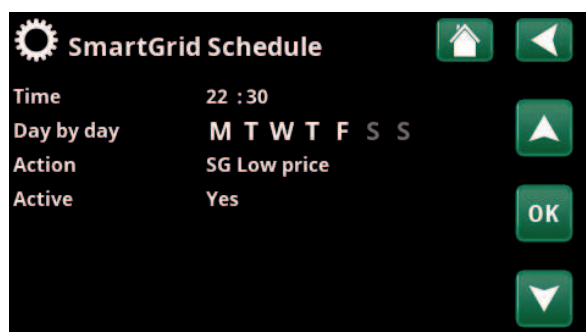 SmartGrid Schedule
Time 22 :30
Day by day M T W T F S S
Action SG Low price
Active Yes
OK